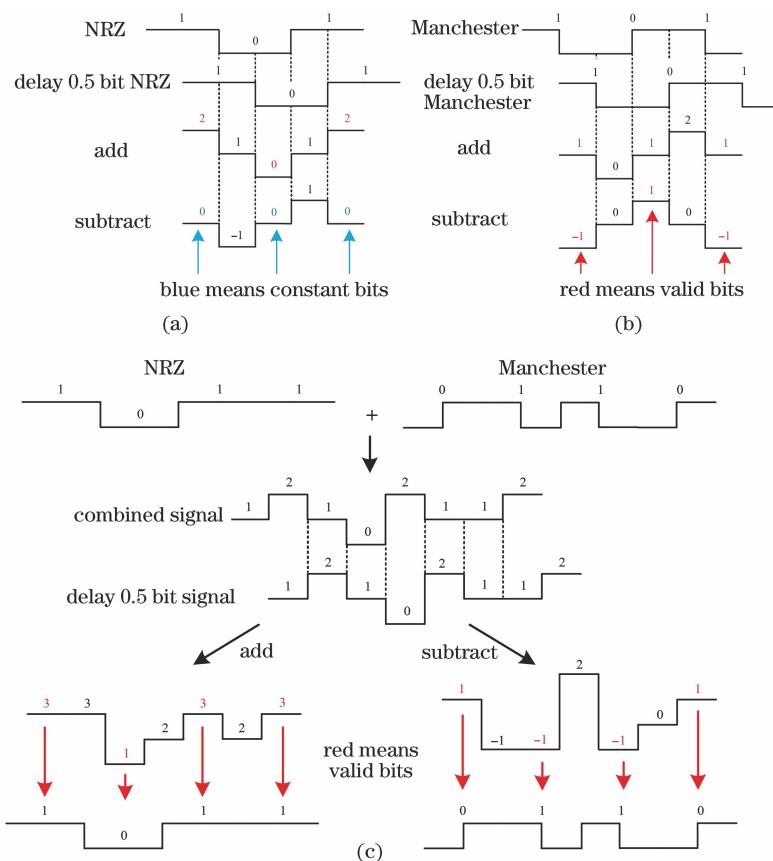 1 0 1
NRZ
1 0 1
delay 0.5 bit NRZ
2 1 0 1 2
add
0 −1 0 1 0
subtract
blue means constant bits
(a)
1 0 1
Manchester
1 0 1
delay 0.5 bit
Manchester
1 0 1 2 1
add
−1 0 1 0 −1
subtract
red means valid bits
(b)
NRZ
1 0 1 1
+
Manchester
0 1 1 0
combined signal
1 2 1 0 2 1 1 2
delay 0.5 bit signal
1 2 1 0 2 1 1 2
add
subtract
3 3 1 2 3 2 3
1 −1 −1 2 −1 0 1
red means
valid bits
1 0 1 1
0 1 1 0
(c)